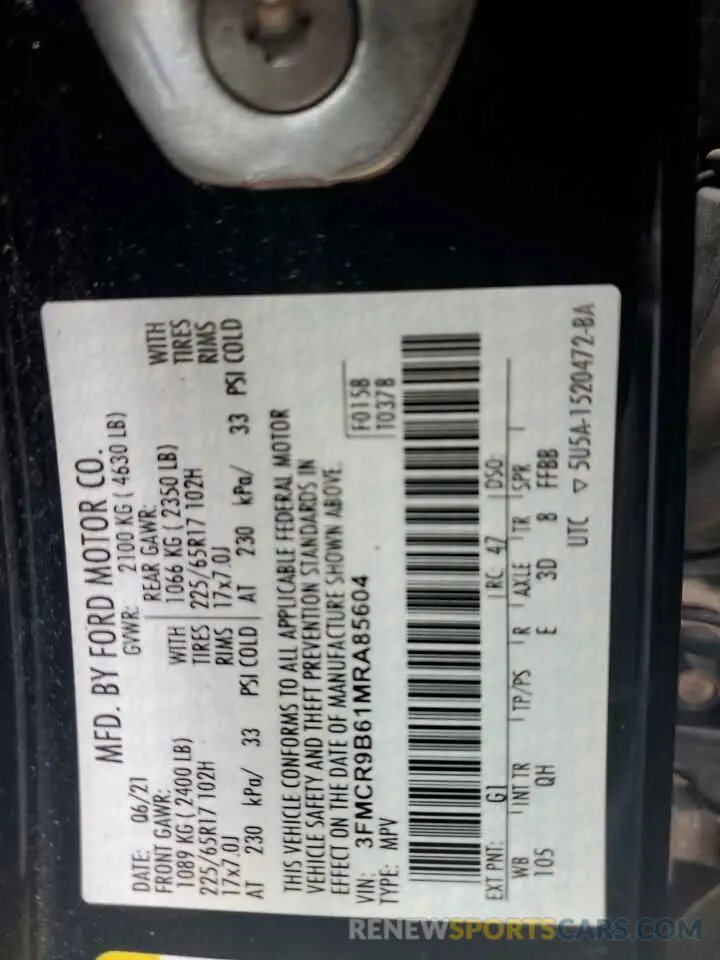 MFD. BY FORD MOTOR CO.
DATE: 06/21 GVWR: 2100 KG ( 4630 LB)
FRONT GAWR: REAR GAWR:
1089 KG ( 2400 LB) WITH 1066 KG ( 2350 LB) WITH
225/65R17 102H TIRES 225/65R17 102H TIRES
17x7.0J RIMS 17x7.0J RIMS
AT 230 kPa/ 33 PSI COLD AT 230 kPa/ 33 PSI COLD
THIS VEHICLE CONFORMS TO ALL APPLICABLE FEDERAL MOTOR
VEHICLE SAFETY AND THEFT PREVENTION STANDARDS IN
EFFECT ON THE DATE OF MANUFACTURE SHOWN ABOVE.
VIN: 3FMCR9B61MRA85604 F0158
TYPE: MPV T0378
EXT PNT: G1 RC: 47 DSO:
WB INT TR TP/PS R AXLE TR SPR
105 QH E 3D 8 FFBB
UTC ▽ 5U5A-1520472-BA
RENEWSPORTSCARS.COM